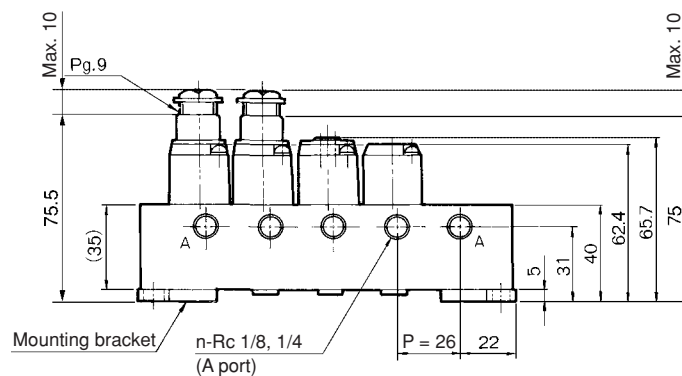 Max. 10
Max. 10
Pg.9
75.5
(35)
A
A
5
31
40
62.4
65.7
75
Mounting bracket
n-Rc 1/8, 1/4
(A port)
P = 26
22